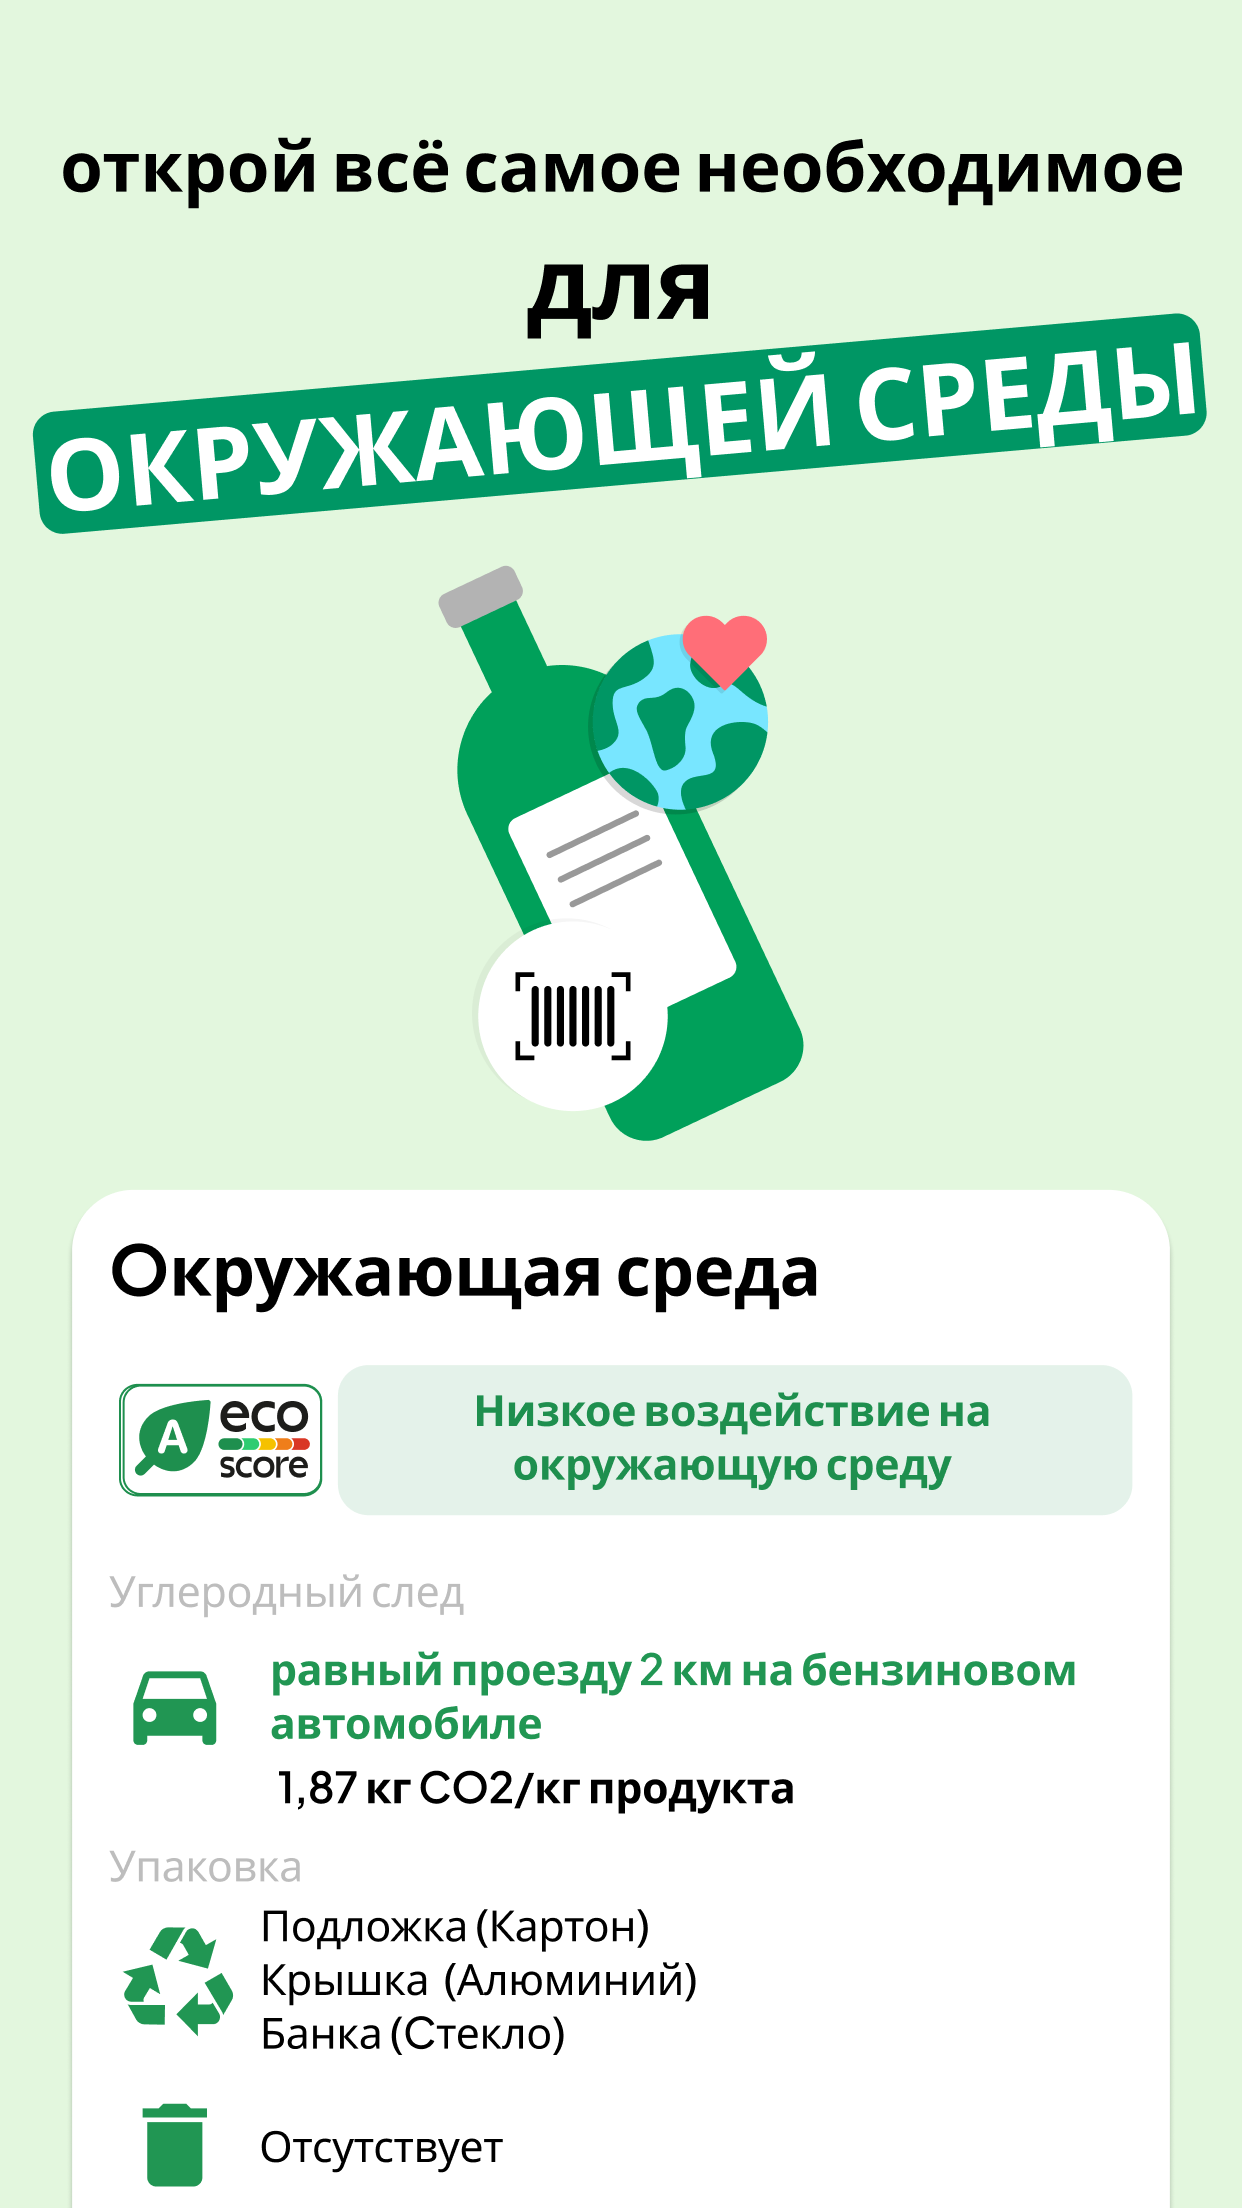 открой всё самое необходимое
для
ОКРУЖАЮЩЕЙ СРЕДЫ
Окружающая среда
A
eco
score
Низкое воздействие на
окружающую среду
Углеродный след
равный проезду 2 км на бензиновом
автомобиле
1,87 кг CO2/кг продукта
Упаковка
Подложка (Картон)
Крышка (Алюминий)
Банка (Стекло)
Отсутствует